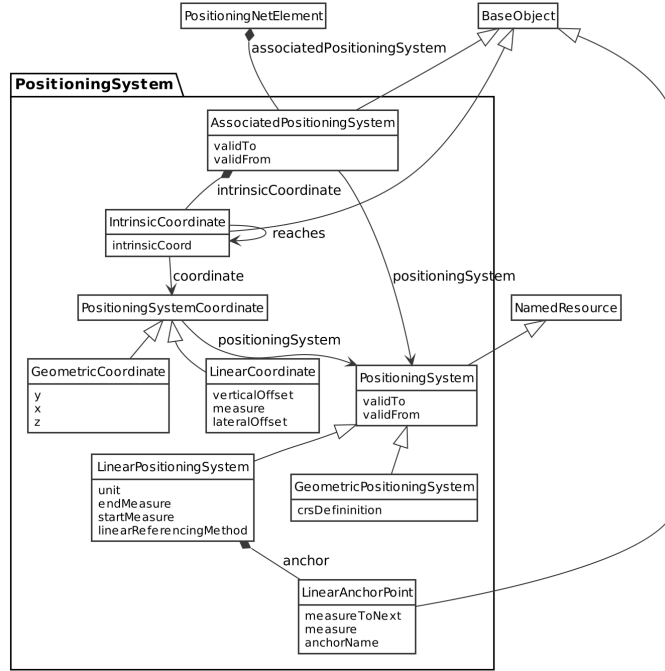 PositioningNetElement
BaseObject
associatedPositioningSystem
PositioningSystem
AssociatedPositioningSystem
validTo
validFrom
intrinsicCoordinate
IntrinsicCoordinate
intrinsicCoord
reaches
coordinate
positioningSystem
PositioningSystemCoordinate
NamedResource
positioningSystem
GeometricCoordinate
y
x
z
LinearCoordinate
verticalOffset
measure
lateralOffset
PositioningSystem
validTo
validFrom
LinearPositioningSystem
unit
endMeasure
startMeasure
linearReferencingMethod
GeometricPositioningSystem
crsDefininition
anchor
LinearAnchorPoint
measureToNext
measure
anchorName